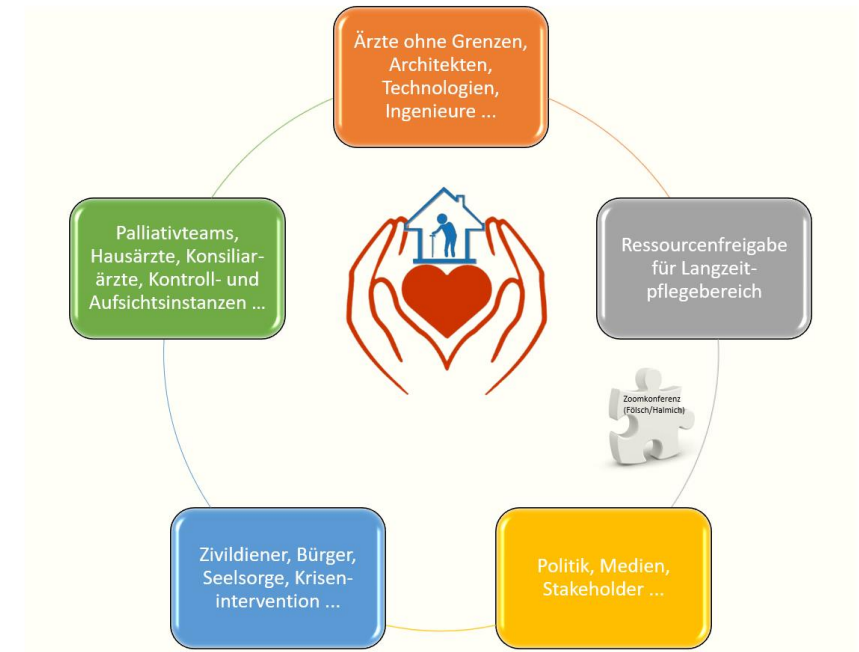 Ärzte ohne Grenzen,
Architekten,
Technologien,
Ingenieure ...
Palliativteams,
Hausärzte, Konsiliar-
ärzte, Kontroll- und
Aufsichtsinstanzen ...
Ressourcenfreigabe
für Langzeit-
pflegebereich
Zoomkonferenz
(Fölsch/Halmich)
Zivildiener, Bürger,
Seelsorge, Krisen-
intervention ...
Politik, Medien,
Stakeholder ...